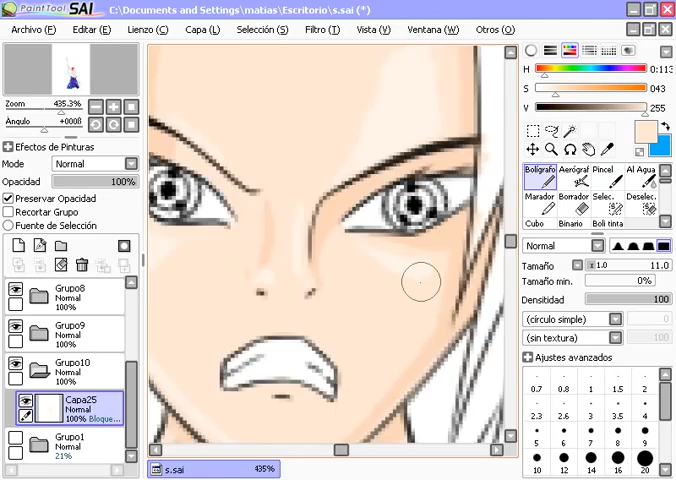 PaintTool SAI C:\Documents and Settings\matias\Escritorio\s.sai (*)
Archivo (F) Editar (E) Lienzo (C) Capa (L) Selección (S) Filtro (T) Vista (V) Ventana (W) Otros (O)
Zoom 435.3%
Ángulo +000ß
Efectos de Pinturas
Mode Normal
Opacidad 100%
Preservar Opacidad
Recortar Grupo
Fuente de Selección
Grupo8
Normal
100%
Grupo9
Normal
100%
Grupo10
Normal
100%
Capa25
Normal
100% Bloque...
Grupo1
21%
s.sai 435%
H 0:113
S 043
V 255
Bolígrafo Aerógraf Pincel Al Agua
Marador Borrador Selec. Deselec.
Cubo Binario Boli tinta
Normal
Tamaño x1.0 11.0
Tamaño min. 0%
Densitidad 100
(círculo simple) 0
(sin textura) 100
Ajustes avanzados
0.7 0.8 1 1.5 2
2.3 2.6 3 3.5 4
5 6 7 8 9
10 12 14 16 20